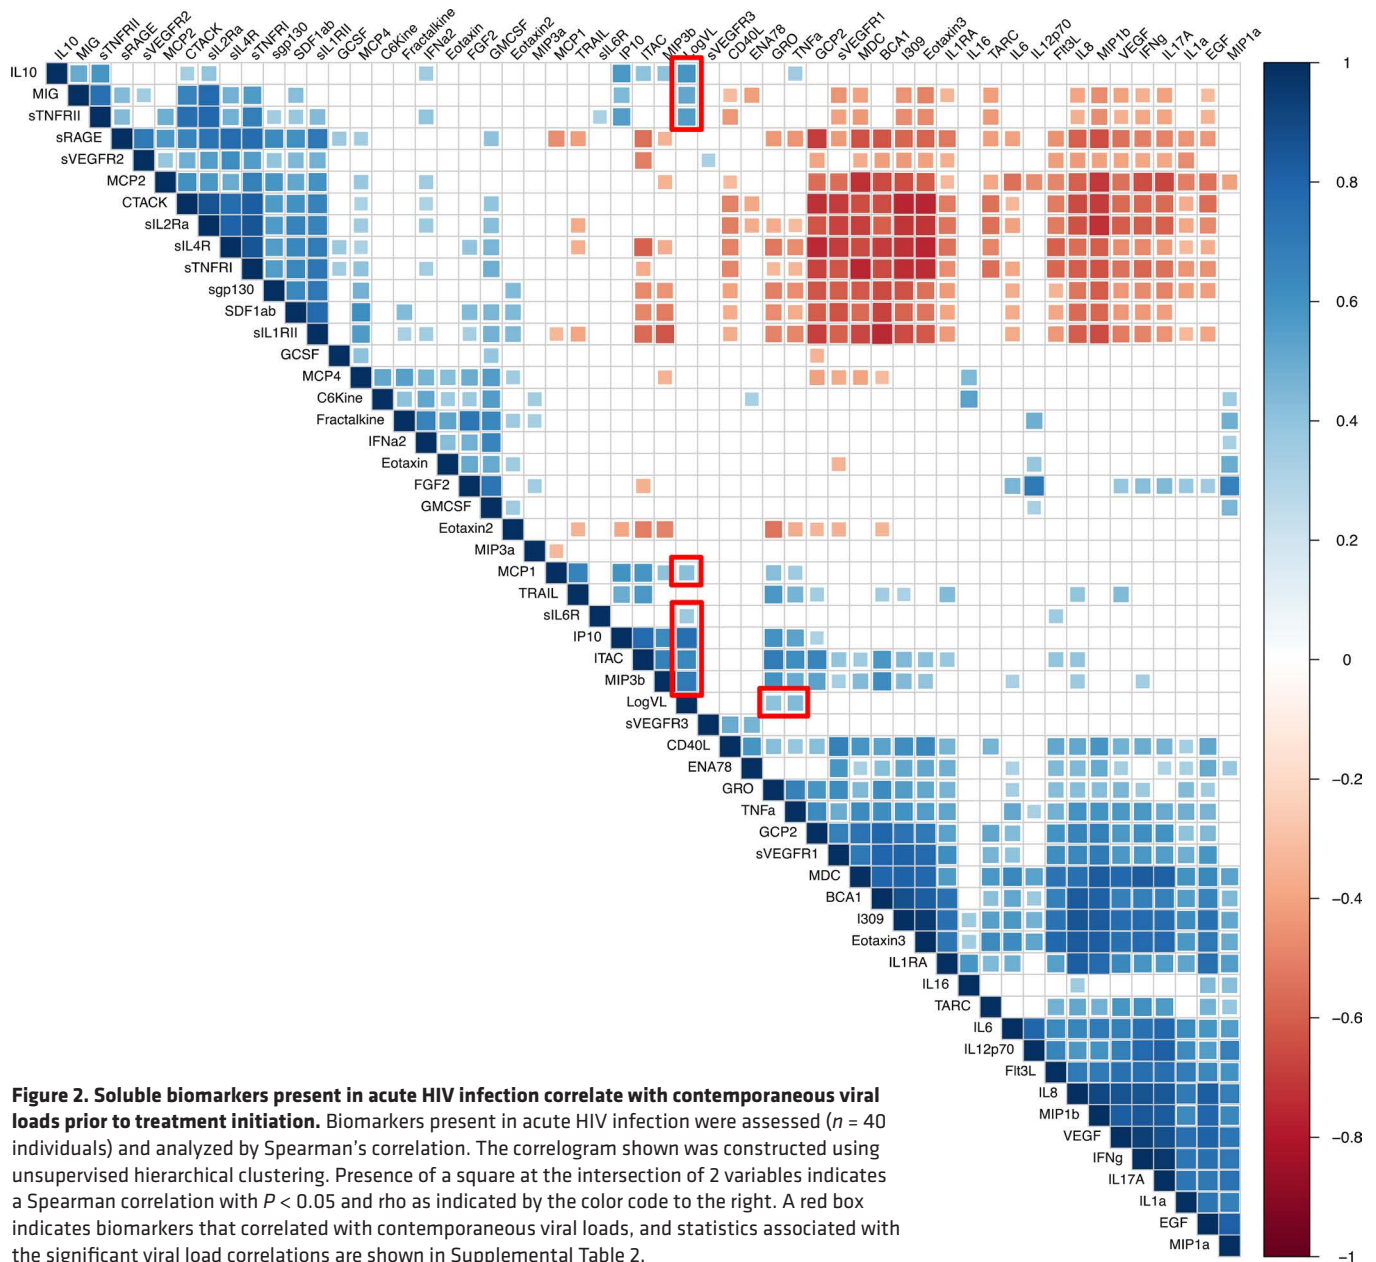 IL10
MIG
sTNFRII
sRAGE
sVEGFR2
MCP2
CTACK
sIL2Ra
sIL4R
sTNFRI
sgp130
SDF1ab
sIL1RII
GCSF
MCP4
C6Kine
Fractalkine
IFNa2
Eotaxin
FGF2
GMCSF
Eotaxin2
MIP3a
MCP1
TRAIL
sIL6R
IP10
ITAC
MIP3b
LogVL
sVEGFR3
CD40L
ENA78
GRO
TNFa
GCP2
sVEGFR1
MDC
BCA1
I309
Eotaxin3
IL1RA
IL16
TARC
IL6
IL12p70
Flt3L
IL8
MIP1b
VEGF
IFNg
IL17A
IL1a
EGF
MIP1a
IL10
MIG
sTNFRII
sRAGE
sVEGFR2
MCP2
CTACK
sIL2Ra
sIL4R
sTNFRI
sgp130
SDF1ab
sIL1RII
GCSF
MCP4
C6Kine
Fractalkine
IFNa2
Eotaxin
FGF2
GMCSF
Eotaxin2
MIP3a
MCP1
TRAIL
sIL6R
IP10
ITAC
MIP3b
LogVL
sVEGFR3
CD40L
ENA78
GRO
TNFa
GCP2
sVEGFR1
MDC
BCA1
I309
Eotaxin3
IL1RA
IL16
TARC
IL6
IL12p70
Flt3L
IL8
MIP1b
VEGF
IFNg
IL17A
IL1a
EGF
MIP1a
1
0.8
0.6
0.4
0.2
0
−0.2
−0.4
−0.6
−0.8
−1
Figure 2. Soluble biomarkers present in acute HIV infection correlate with contemporaneous viral
loads prior to treatment initiation. Biomarkers present in acute HIV infection were assessed (n = 40
individuals) and analyzed by Spearman's correlation. The correlogram shown was constructed using
unsupervised hierarchical clustering. Presence of a square at the intersection of 2 variables indicates
a Spearman correlation with P < 0.05 and rho as indicated by the color code to the right. A red box
indicates biomarkers that correlated with contemporaneous viral loads, and statistics associated with
the significant viral load correlations are shown in Supplemental Table 2.